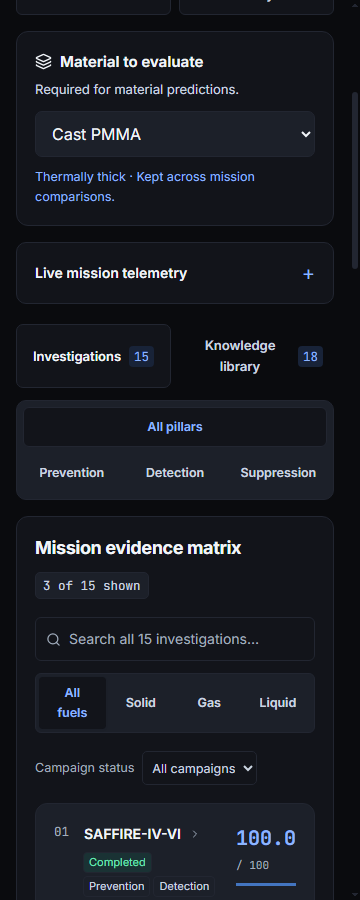 Material to evaluate
Required for material predictions.
Cast PMMA
Thermally thick · Kept across mission
comparisons.
Live mission telemetry +
Investigations 15
Knowledge
library 18
All pillars
Prevention Detection Suppression
Mission evidence matrix
3 of 15 shown
Search all 15 investigations...
All
fuels Solid Gas Liquid
Campaign status All campaigns
01 SAFFIRE-IV-VI › 100.0
Completed / 100
Prevention Detection